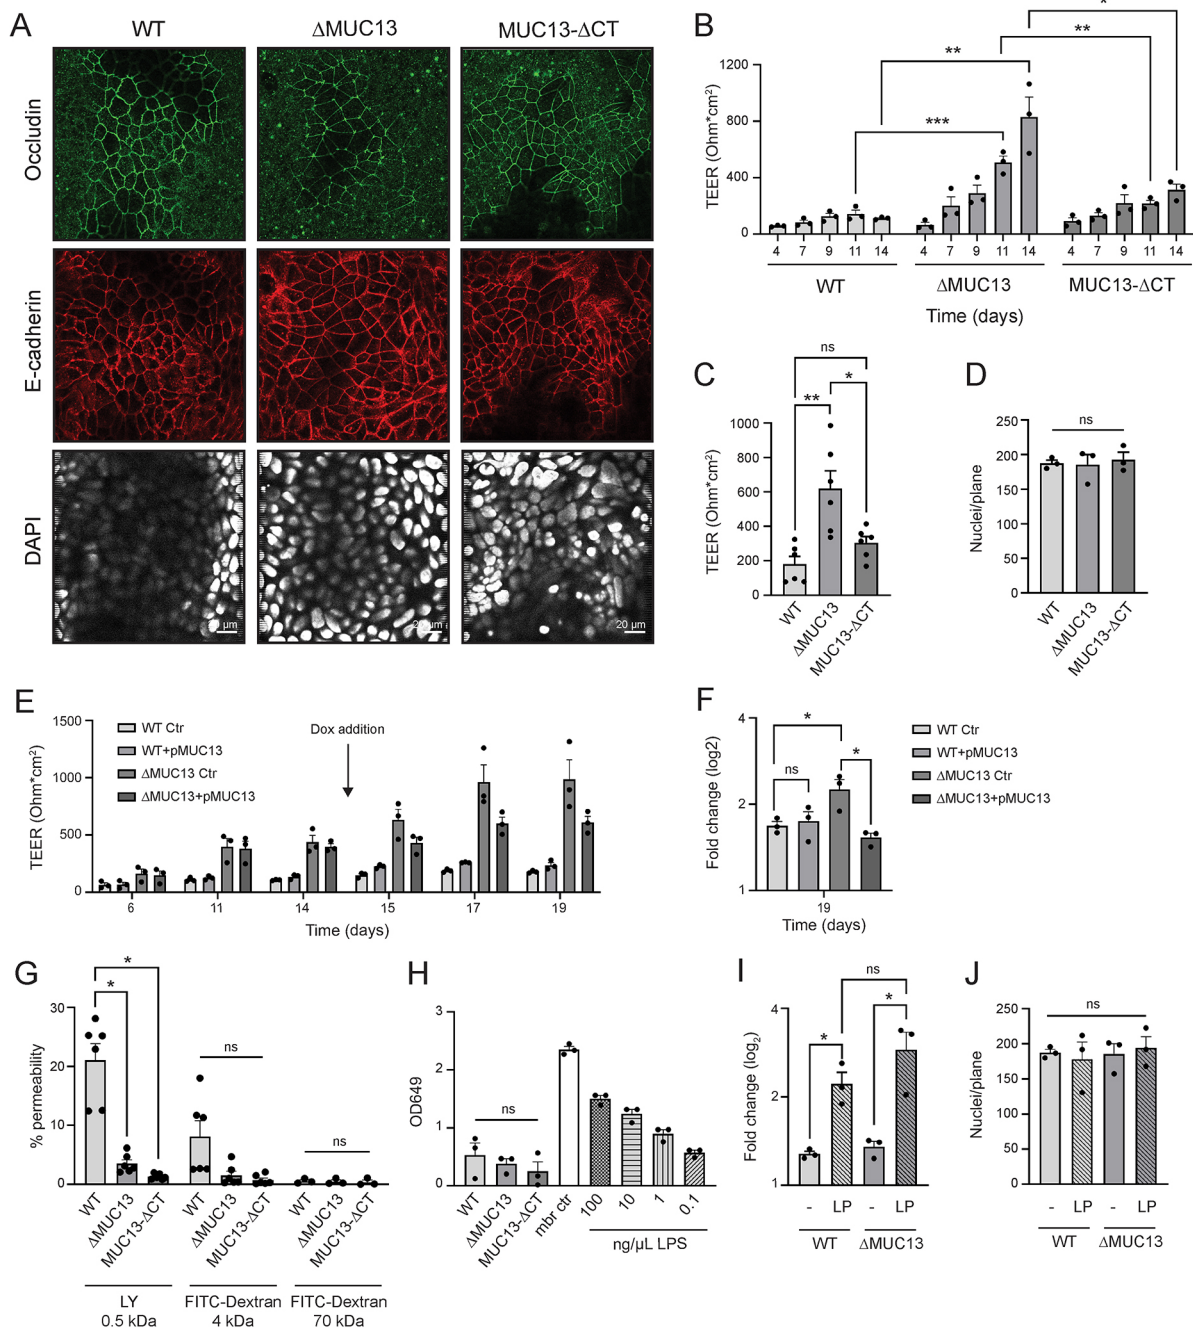 A
WT
ΔMUC13
MUC13-ΔCT
Occludin
E-cadherin
DAPI
20 µm
20 µm
20 µm
B
*
**
**
***
TEER (Ohm*cm²)
1200
800
400
0
4 7 9 11 14
4 7 9 11 14
4 7 9 11 14
WT
ΔMUC13
MUC13-ΔCT
Time (days)
C
ns
*
**
TEER (Ohm*cm²)
1000
800
600
400
200
0
WT
ΔMUC13
MUC13-ΔCT
D
ns
Nuclei/plane
250
200
150
100
50
0
WT
ΔMUC13
MUC13-ΔCT
E
TEER (Ohm*cm²)
1500
1000
500
0
WT Ctr
WT+pMUC13
ΔMUC13 Ctr
ΔMUC13+pMUC13
Dox addition
6 11 14 15 17 19
Time (days)
F
Fold change (log2)
4
2
1
*
*
ns
19
Time (days)
WT Ctr
WT+pMUC13
ΔMUC13 Ctr
ΔMUC13+pMUC13
G
% permeability
30
20
10
0
*
*
ns
ns
WT
ΔMUC13
MUC13-ΔCT
WT
ΔMUC13
MUC13-ΔCT
WT
ΔMUC13
MUC13-ΔCT
LY
0.5 kDa
FITC-Dextran
4 kDa
FITC-Dextran
70 kDa
H
OD649
3
2
1
0
ns
WT
ΔMUC13
MUC13-ΔCT
mbr ctr
100
10
1
0.1
ng/µL LPS
I
Fold change (log₂)
4
2
1
ns
*
*
- LP - LP
WT ΔMUC13
J
Nuclei/plane
250
200
150
100
50
0
ns
- LP - LP
WT ΔMUC13